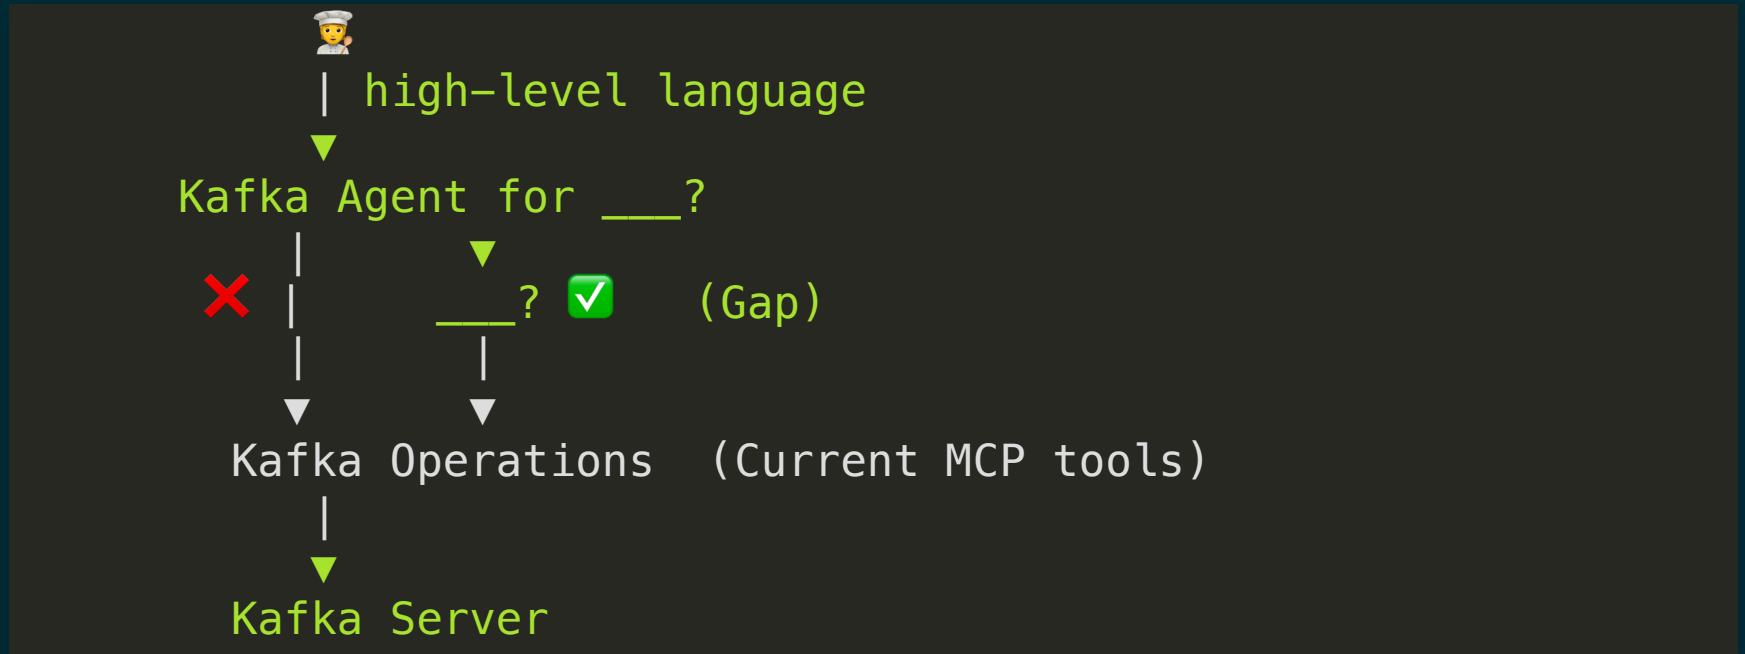 | high-level language
▼
Kafka Agent for ___?
| ▼
❌ | ___? ✅ (Gap)
| |
▼ ▼
Kafka Operations (Current MCP tools)
|
▼
Kafka Server